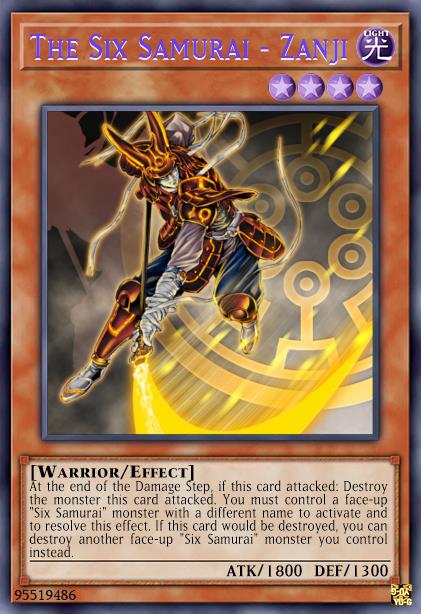 The Six Samurai - Zanji
LIGHT
光
[Warrior/Effect]
At the end of the Damage Step, if this card attacked: Destroy
the monster this card attacked. You must control a face-up
"Six Samurai" monster with a different name to activate and
to resolve this effect. If this card would be destroyed, you can
destroy another face-up "Six Samurai" monster you control
instead.
ATK/1800 DEF/1300
95519486